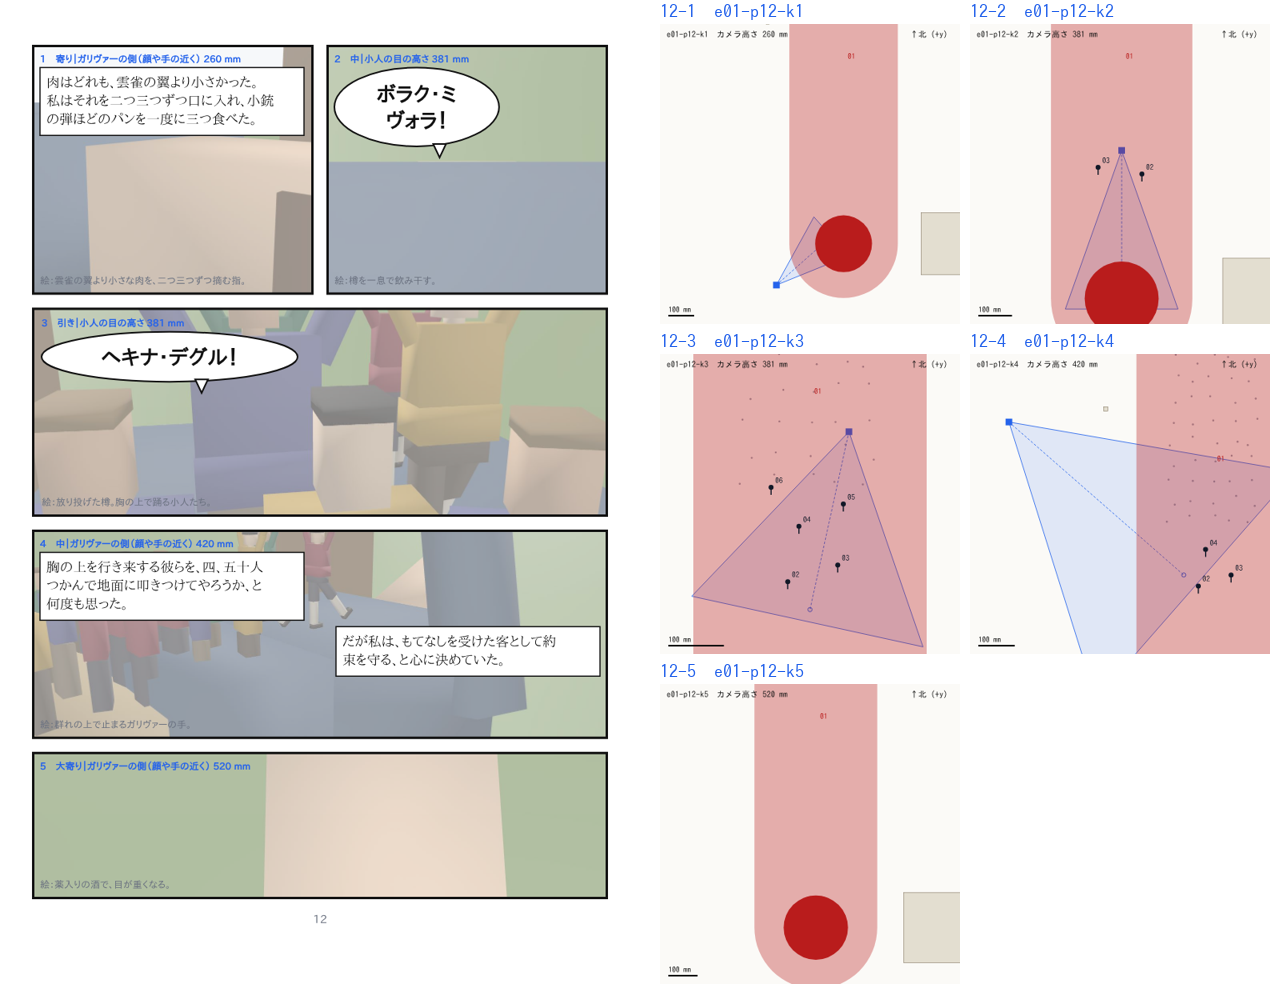 1 寄り|ガリヴァーの側(顔や手の近く) 260 mm
肉はどれも、雲雀の翼より小さかった。
私はそれを二つ三つずつ口に入れ、小銃
の弾ほどのパンを一度に三つ食べた。
絵:雲雀の翼より小さな肉を、二つ三つずつ摘む指。
2 中|小人の目の高さ 381 mm
ボラク・ミ
ヴォラ!
絵:樽を一息で飲み干す。
3 引き|小人の目の高さ 381 mm
ヘキナ・デグル!
絵:放り投げた樽。胸の上で踊る小人たち。
4 中|ガリヴァーの側(顔や手の近く) 420 mm
胸の上を行き来する彼らを、四、五十人
つかんで地面に叩きつけてやろうか、と
何度も思った。
だが私は、もてなしを受けた客として約
束を守る、と心に決めていた。
絵:群れの上で止まるガリヴァーの手。
5 大寄り|ガリヴァーの側(顔や手の近く) 520 mm
絵:薬入りの酒で、目が重くなる。
12
12-1 e01-p12-k1
e01-p12-k1 カメラ高さ 260 mm
↑北 (+y)
01
100 mm
12-2 e01-p12-k2
e01-p12-k2 カメラ高さ 381 mm
↑北 (+y)
01
03
02
100 mm
12-3 e01-p12-k3
e01-p12-k3 カメラ高さ 381 mm
↑北 (+y)
01
06
05
04
03
02
100 mm
12-4 e01-p12-k4
e01-p12-k4 カメラ高さ 420 mm
↑北 (+y)
01
04
03
02
100 mm
12-5 e01-p12-k5
e01-p12-k5 カメラ高さ 520 mm
↑北 (+y)
01
100 mm